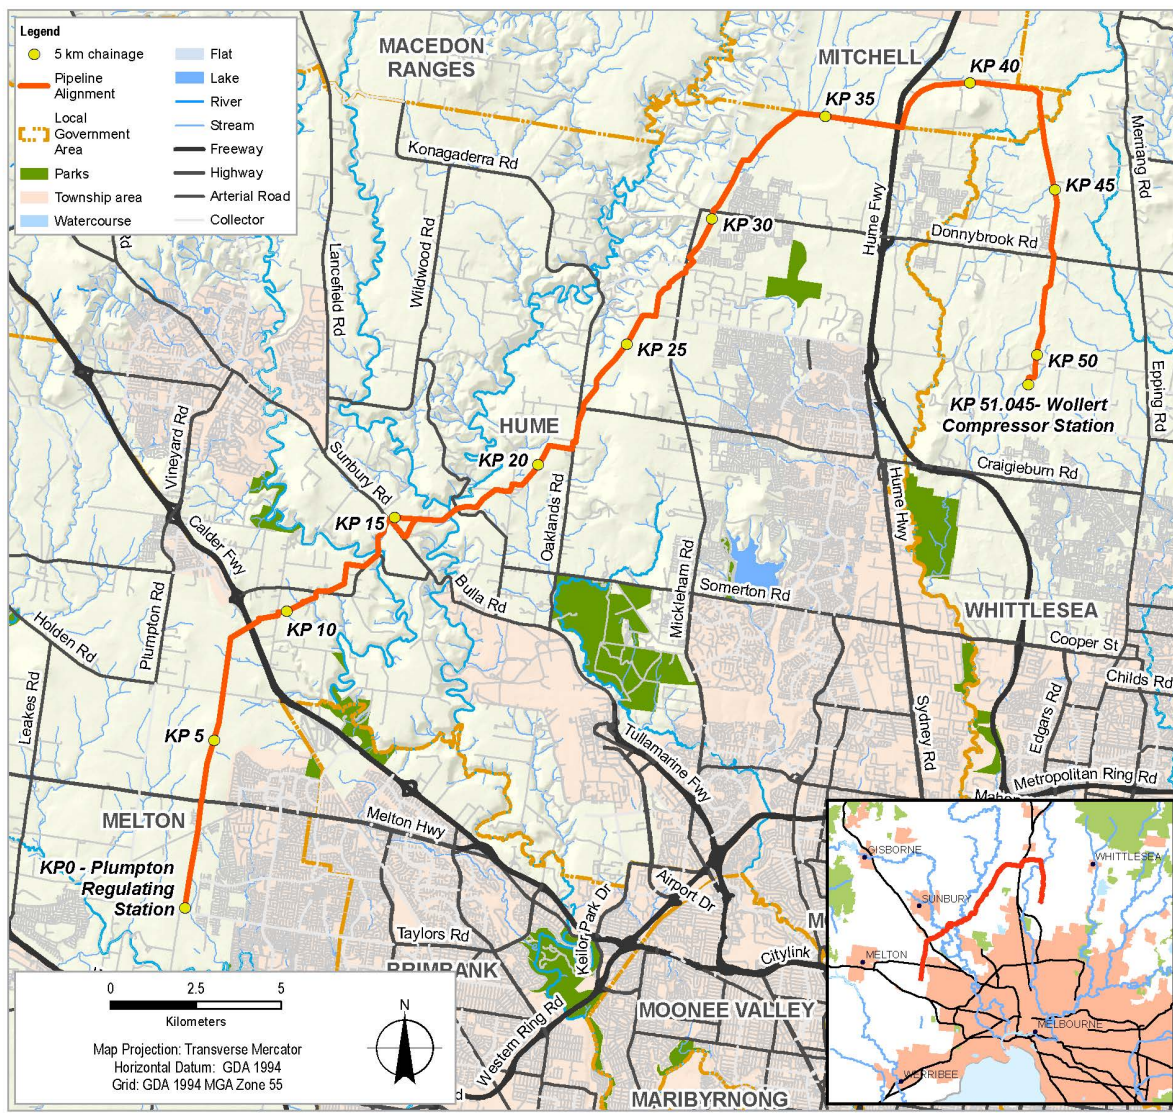 Legend
5 km chainage
Pipeline
Alignment
Local
Government
Area
Parks
Township area
Watercourse
Flat
Lake
River
Stream
Freeway
Highway
Arterial Road
Collector
MACEDON
RANGES
MITCHELL
KP 40
KP 35
Konagaderra Rd
Merriang Rd
KP 45
KP 30
Hume Fwy
Donnybrook Rd
Rd
Lancefield Rd
Wildwood Rd
KP 25
KP 50
KP 51.045- Wollert
Compressor Station
Epping Rd
Vineyard Rd
HUME
Sunbury Rd
KP 20
Craigieburn Rd
Hume Hwy
KP 15
Oaklands Rd
Calder Fwy
Mickleham Rd
Somerton Rd
Bulla Rd
WHITTLESEA
Plumpton Rd
Holden Rd
KP 10
Cooper St
Childs Rd
Leakes Rd
KP 5
Sydney Rd
Edgars Rd
Tullamarine Fwy
Metropolitan Ring Rd
MELTON
Melton Hwy
KP0 - Plumpton
Regulating
Station
Airport Dr
Keilor Park Dr
Taylors Rd
BRIMBANK
Citylink
MOONEE VALLEY
Western Ring Rd
MARIBYRNONG
0 2.5 5
Kilometers
N
Map Projection: Transverse Mercator
Horizontal Datum: GDA 1994
Grid: GDA 1994 MGA Zone 55
GISBORNE
WHITTLESEA
SUNBURY
MELTON
MELBOURNE
WERRIBEE